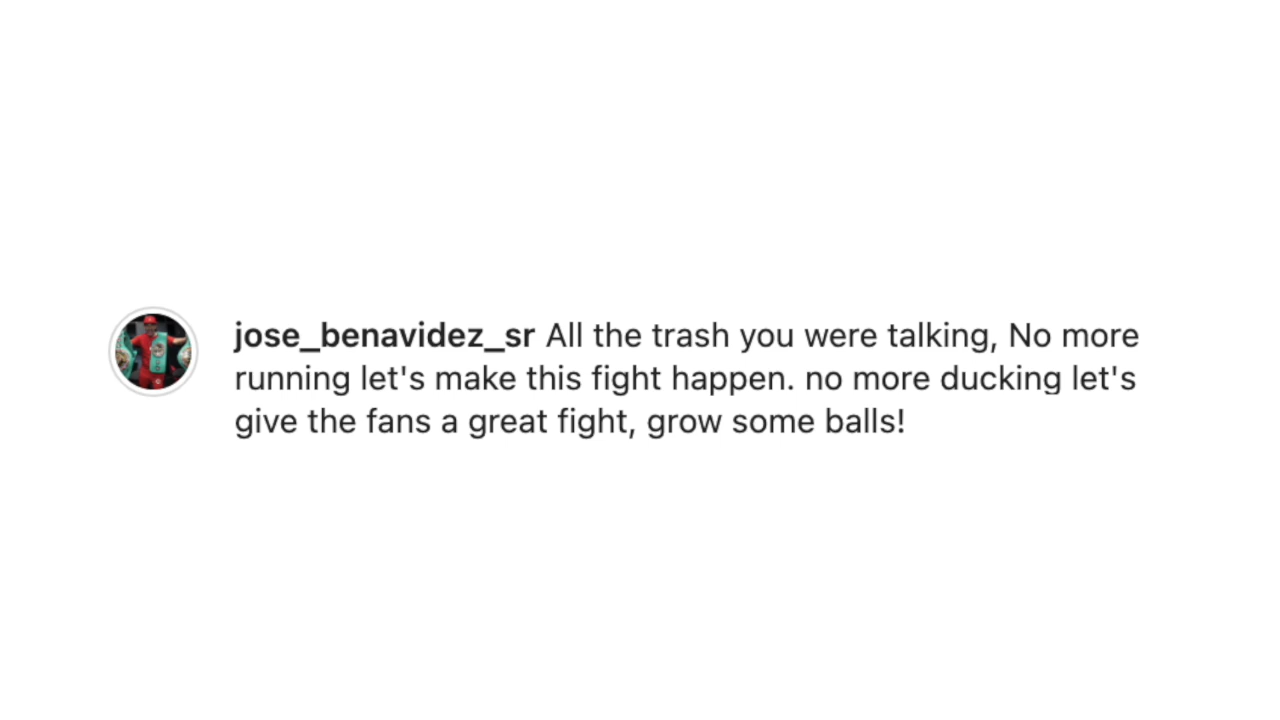 jose_benavidez_sr All the trash you were talking, No more
running let's make this fight happen. no more ducking let's
give the fans a great fight, grow some balls!